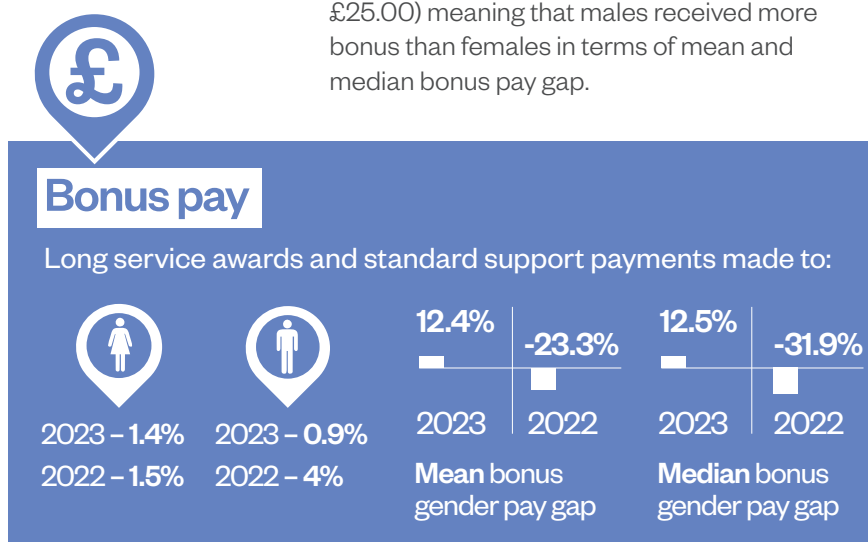 £25.00) meaning that males received more
bonus than females in terms of mean and
median bonus pay gap.
£
Bonus pay
Long service awards and standard support payments made to:
2023 – 1.4%
2022 – 1.5%
2023 – 0.9%
2022 – 4%
12.4%
-23.3%
2023
2022
Mean bonus
gender pay gap
12.5%
-31.9%
2023
2022
Median bonus
gender pay gap